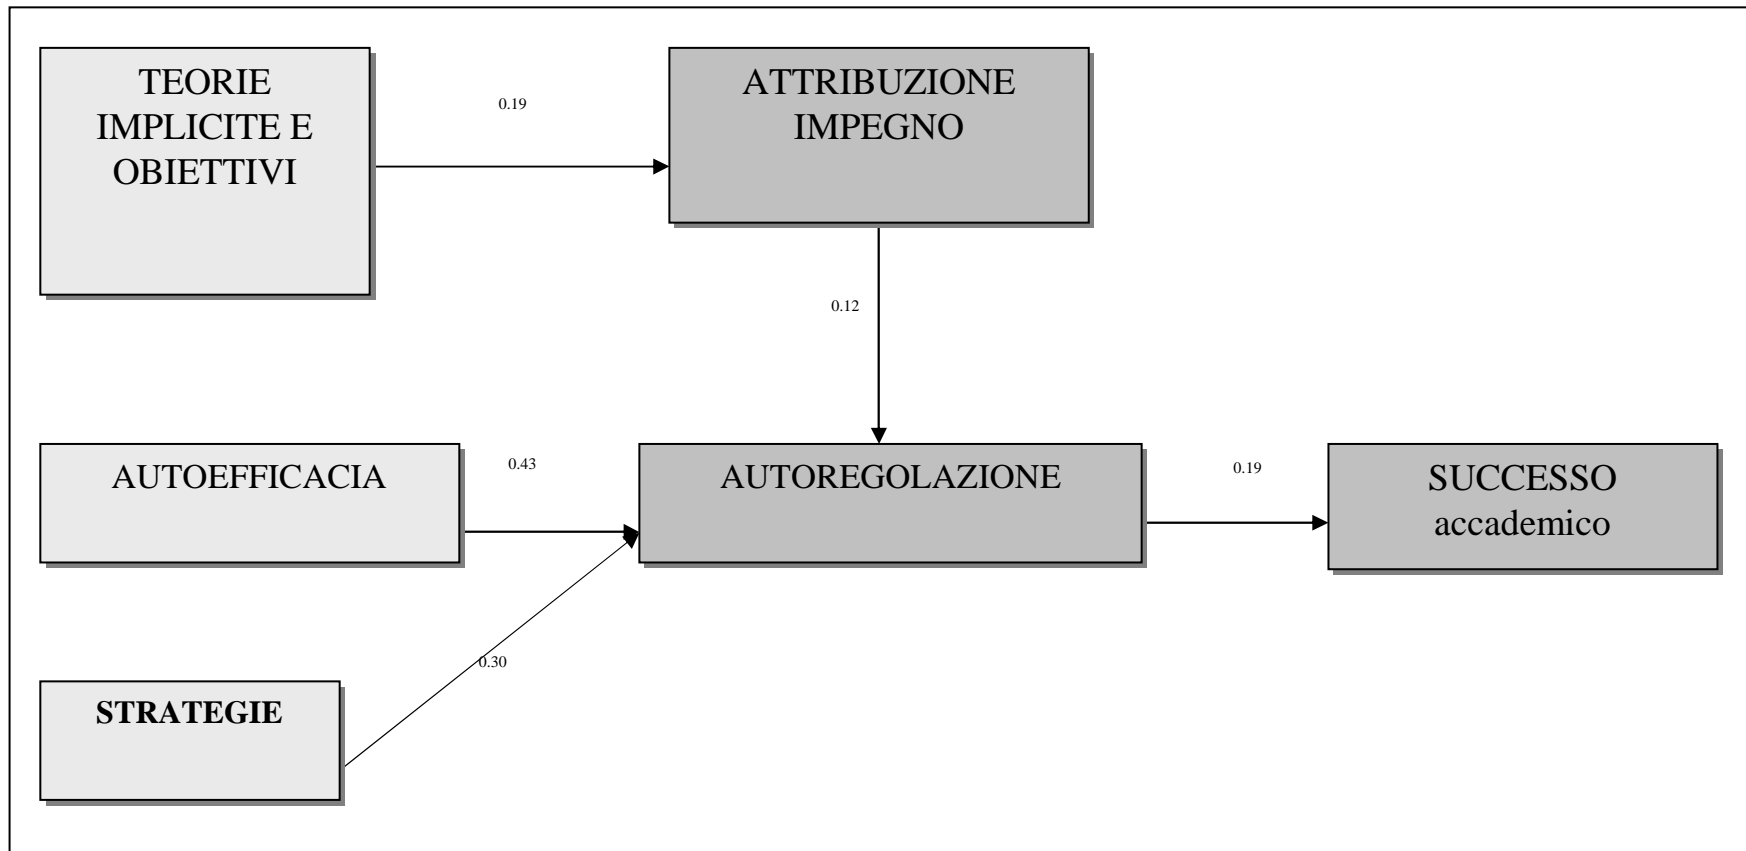 TEORIE
IMPLICITE E
OBIETTIVI
0.19
ATTRIBUZIONE
IMPEGNO
0.12
AUTOEFFICACIA
0.43
AUTOREGOLAZIONE
0.19
SUCCESSO
accademico
0.30
STRATEGIE